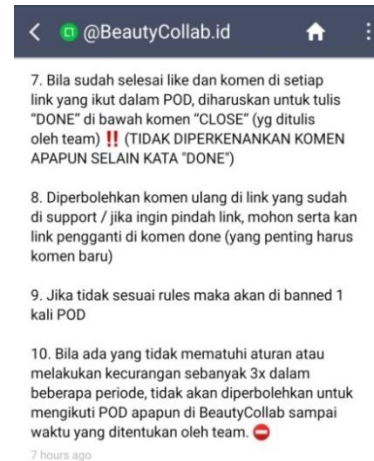 @BeautyCollab.id
7. Bila sudah selesai like dan komen di setiap
link yang ikut dalam POD, diharuskan untuk tulis
“DONE” di bawah komen “CLOSE” (yg ditulis
oleh team) ‼️ (TIDAK DIPERKENANKAN KOMEN
APAPUN SELAIN KATA "DONE")
8. Diperbolehkan komen ulang di link yang sudah
di support / jika ingin pindah link, mohon serta kan
link pengganti di komen done (yang penting harus
komen baru)
9. Jika tidak sesuai rules maka akan di banned 1
kali POD
10. Bila ada yang tidak mematuhi aturan atau
melakukan kecurangan sebanyak 3x dalam
beberapa periode, tidak akan diperbolehkan untuk
mengikuti POD apapun di BeautyCollab sampai
waktu yang ditentukan oleh team. ⛔
7 hours ago